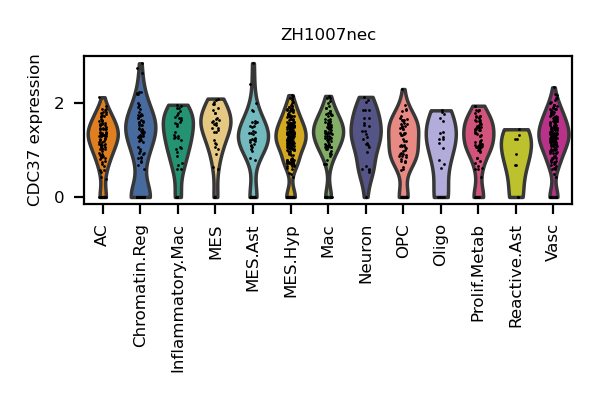 ZH1007nec
CDC37 expression
2
0
AC
Chromatin.Reg
Inflammatory.Mac
MES
MES.Ast
MES.Hyp
Mac
Neuron
OPC
Oligo
Prolif.Metab
Reactive.Ast
Vasc